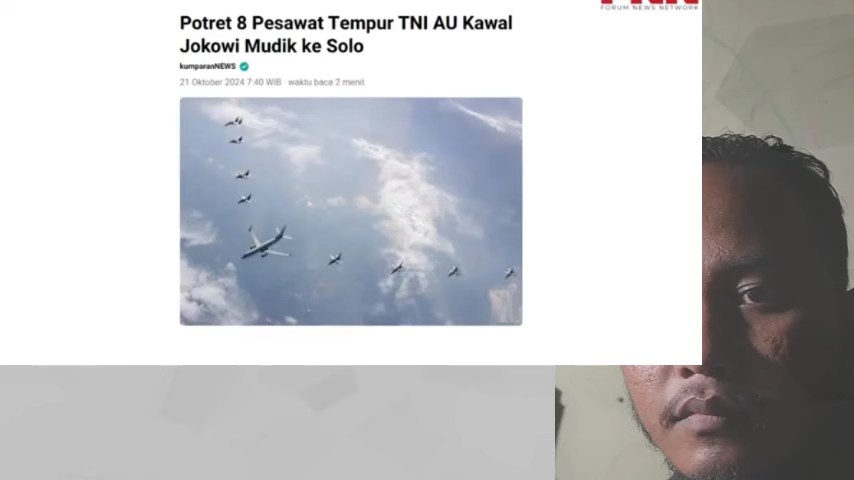 FORUM NEWS NETWORK
Potret 8 Pesawat Tempur TNI AU Kawal
Jokowi Mudik ke Solo
kumparanNEWS
21 Oktober 2024 7:40 WIB · waktu baca 2 menit